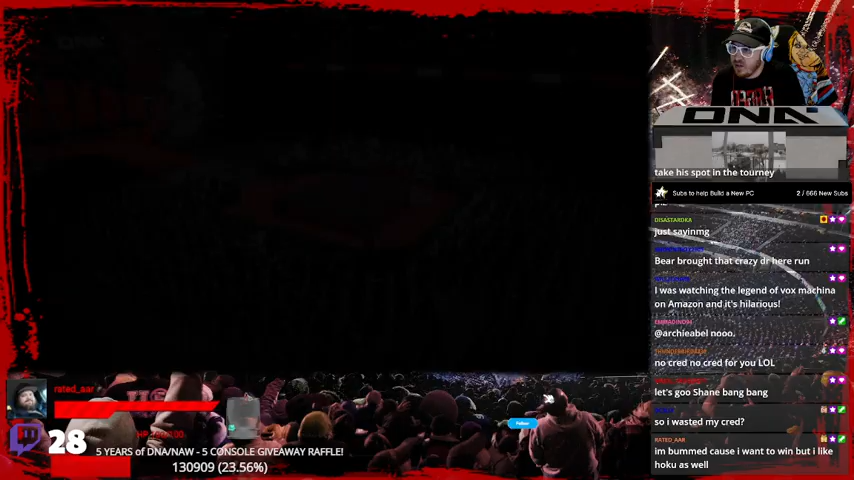 DNA
take his spot in the tourney
Subs to help Build a New PC
2 / 666 New Subs
DISASTARDKA
just sayinmg
Bear brought that crazy dr here run
I was watching the legend of vox machina
on Amazon and it's hilarious!
@archieabel nooo.
no cred no cred for you LOL
let's goo Shane bang bang
so i wasted my cred?
RATED_AAR
im bummed cause i want to win but i like
hoku as well
rated_aar
Follow
28
5 YEARS of DNA/NAW - 5 CONSOLE GIVEAWAY RAFFLE!
130909 (23.56%)